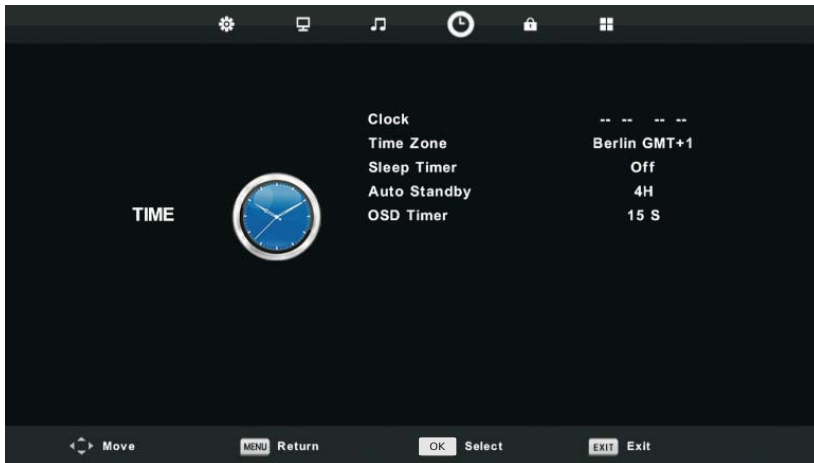 Clock -- -- -- --
Time Zone Berlin GMT+1
Sleep Timer Off
Auto Standby 4H
TIME
OSD Timer 15 S
Move MENU Return OK Select EXIT Exit